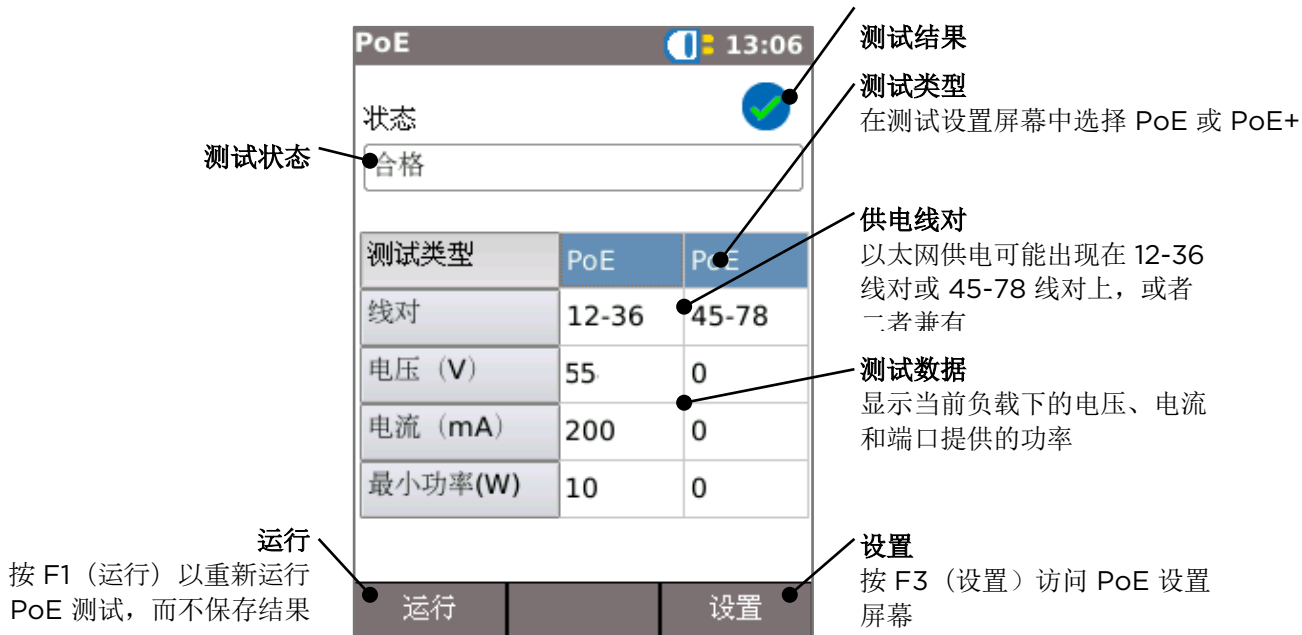 PoE 13:06
状态
合格
测试类型 PoE PoE
线对 12-36 45-78
电压（V） 55 0
电流（mA） 200 0
最小功率(W) 10 0
运行 设置
测试状态
运行
按 F1（运行）以重新运行
PoE 测试，而不保存结果
测试结果
测试类型
在测试设置屏幕中选择 PoE 或 PoE+
供电线对
以太网供电可能出现在 12-36
线对或 45-78 线对上，或者
二者兼有
测试数据
显示当前负载下的电压、电流
和端口提供的功率
设置
按 F3（设置）访问 PoE 设置
屏幕